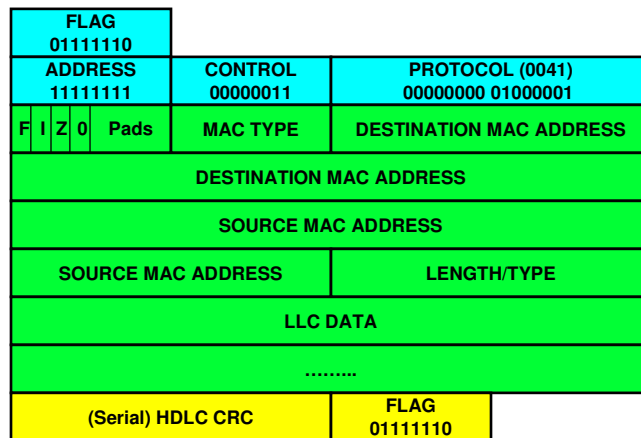 FLAG
01111110
ADDRESS
11111111
CONTROL
00000011
PROTOCOL (0041)
00000000 01000001
F I Z 0 Pads
MAC TYPE
DESTINATION MAC ADDRESS
DESTINATION MAC ADDRESS
SOURCE MAC ADDRESS
SOURCE MAC ADDRESS
LENGTH/TYPE
LLC DATA
……...
(Serial) HDLC CRC
FLAG
01111110